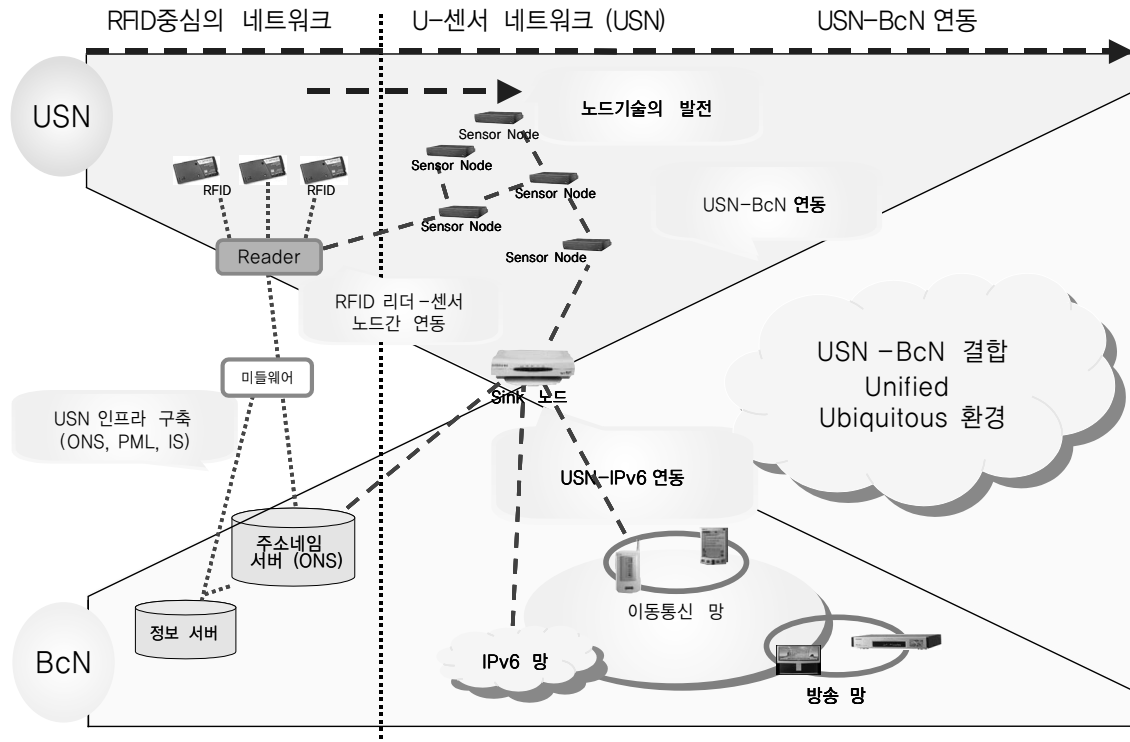 RFID중심의 네트워크
U-센서 네트워크 (USN)
USN-BcN 연동
USN
노드기술의 발전
Sensor Node
Sensor Node
Sensor Node
Sensor Node
Sensor Node
RFID
RFID
USN-BcN 연동
Reader
RFID 리더-센서
노드간 연동
미들웨어
Sink 노드
USN-BcN 결합
Unified
Ubiquitous 환경
USN 인프라 구축
(ONS, PML, IS)
USN-IPv6 연동
주소네임
서버 (ONS)
정보 서버
이동통신 망
BcN
IPv6 망
방송 망